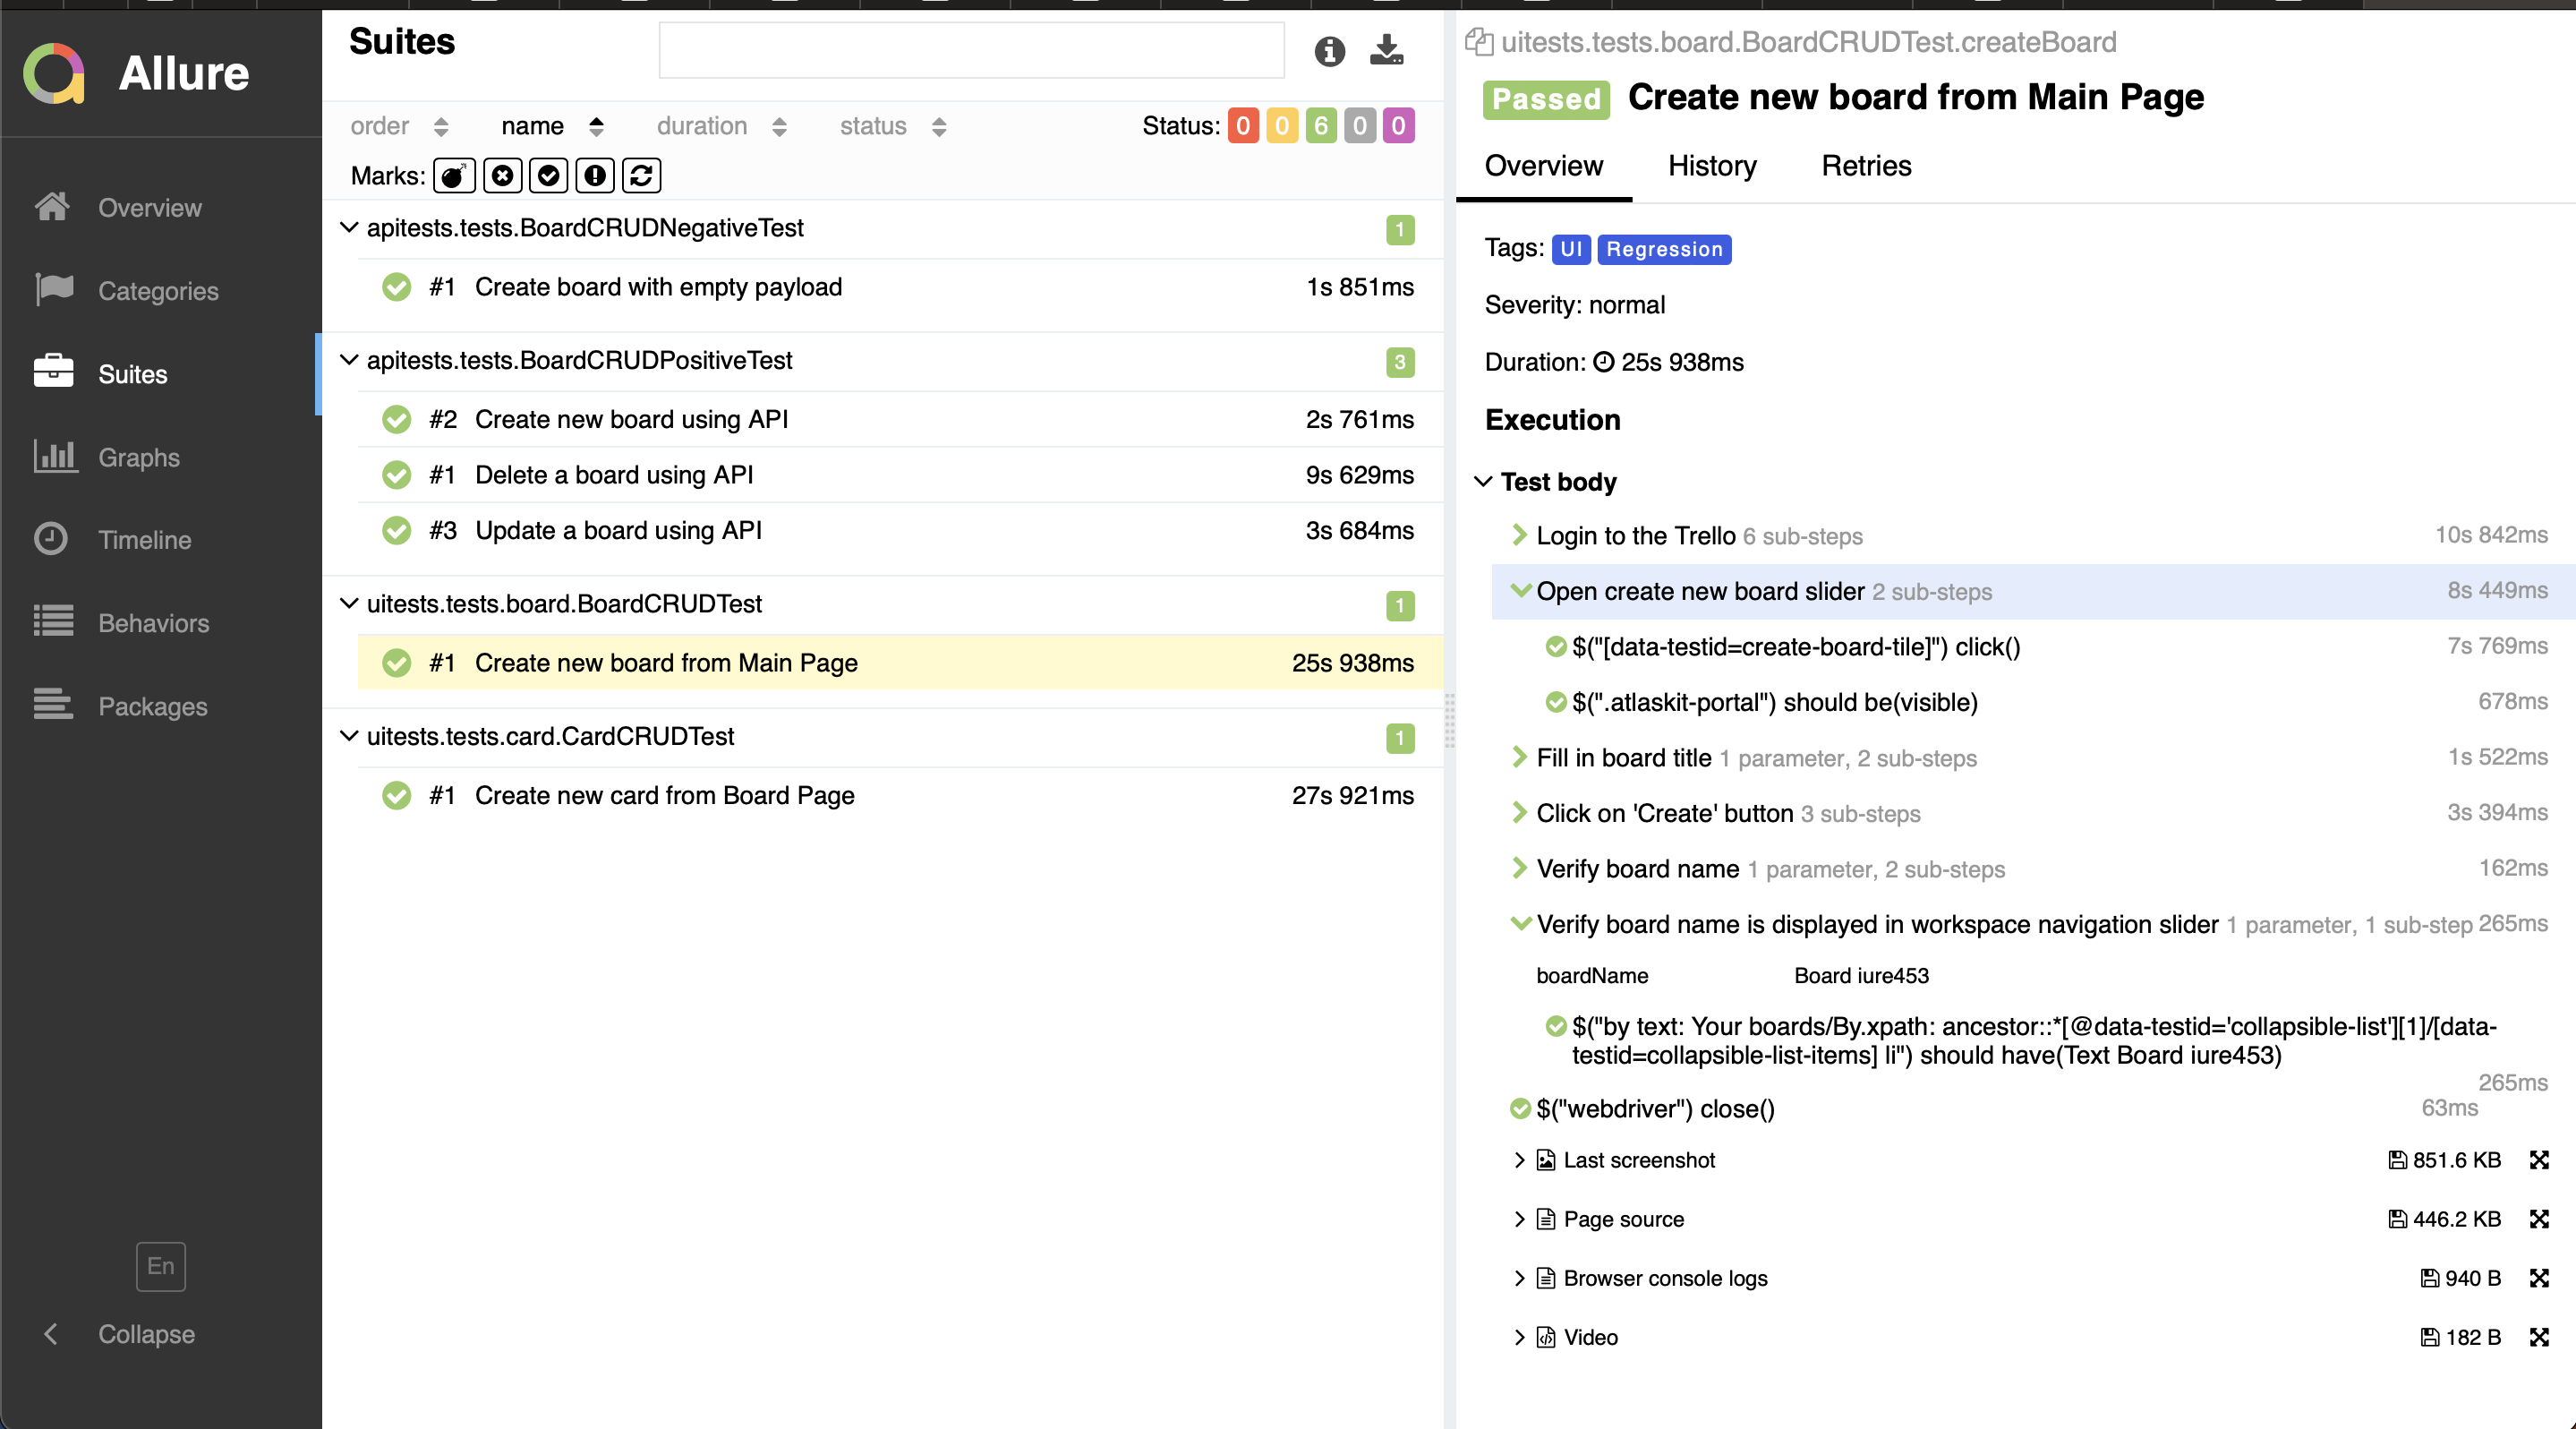 Allure
Overview
Categories
Suites
Graphs
Timeline
Behaviors
Packages
En
Collapse
Suites
order name duration status Status: 0 0 6 0 0
Marks:
apitests.tests.BoardCRUDNegativeTest 1
#1 Create board with empty payload 1s 851ms
apitests.tests.BoardCRUDPositiveTest 3
#2 Create new board using API 2s 761ms
#1 Delete a board using API 9s 629ms
#3 Update a board using API 3s 684ms
uitests.tests.board.BoardCRUDTest 1
#1 Create new board from Main Page 25s 938ms
uitests.tests.card.CardCRUDTest 1
#1 Create new card from Board Page 27s 921ms
uitests.tests.board.BoardCRUDTest.createBoard
Passed Create new board from Main Page
Overview History Retries
Tags: UI Regression
Severity: normal
Duration: 25s 938ms
Execution
Test body
Login to the Trello 6 sub-steps 10s 842ms
Open create new board slider 2 sub-steps 8s 449ms
$("[data-testid=create-board-tile]") click() 7s 769ms
$(".atlaskit-portal") should be(visible) 678ms
Fill in board title 1 parameter, 2 sub-steps 1s 522ms
Click on 'Create' button 3 sub-steps 3s 394ms
Verify board name 1 parameter, 2 sub-steps 162ms
Verify board name is displayed in workspace navigation slider 1 parameter, 1 sub-step 265ms
boardName Board iure453
$("by text: Your boards/By.xpath: ancestor::*[@data-testid='collapsible-list'][1]/[data-
testid=collapsible-list-items] li") should have(Text Board iure453)
265ms
$("webdriver") close() 63ms
Last screenshot 851.6 KB
Page source 446.2 KB
Browser console logs 940 B
Video 182 B